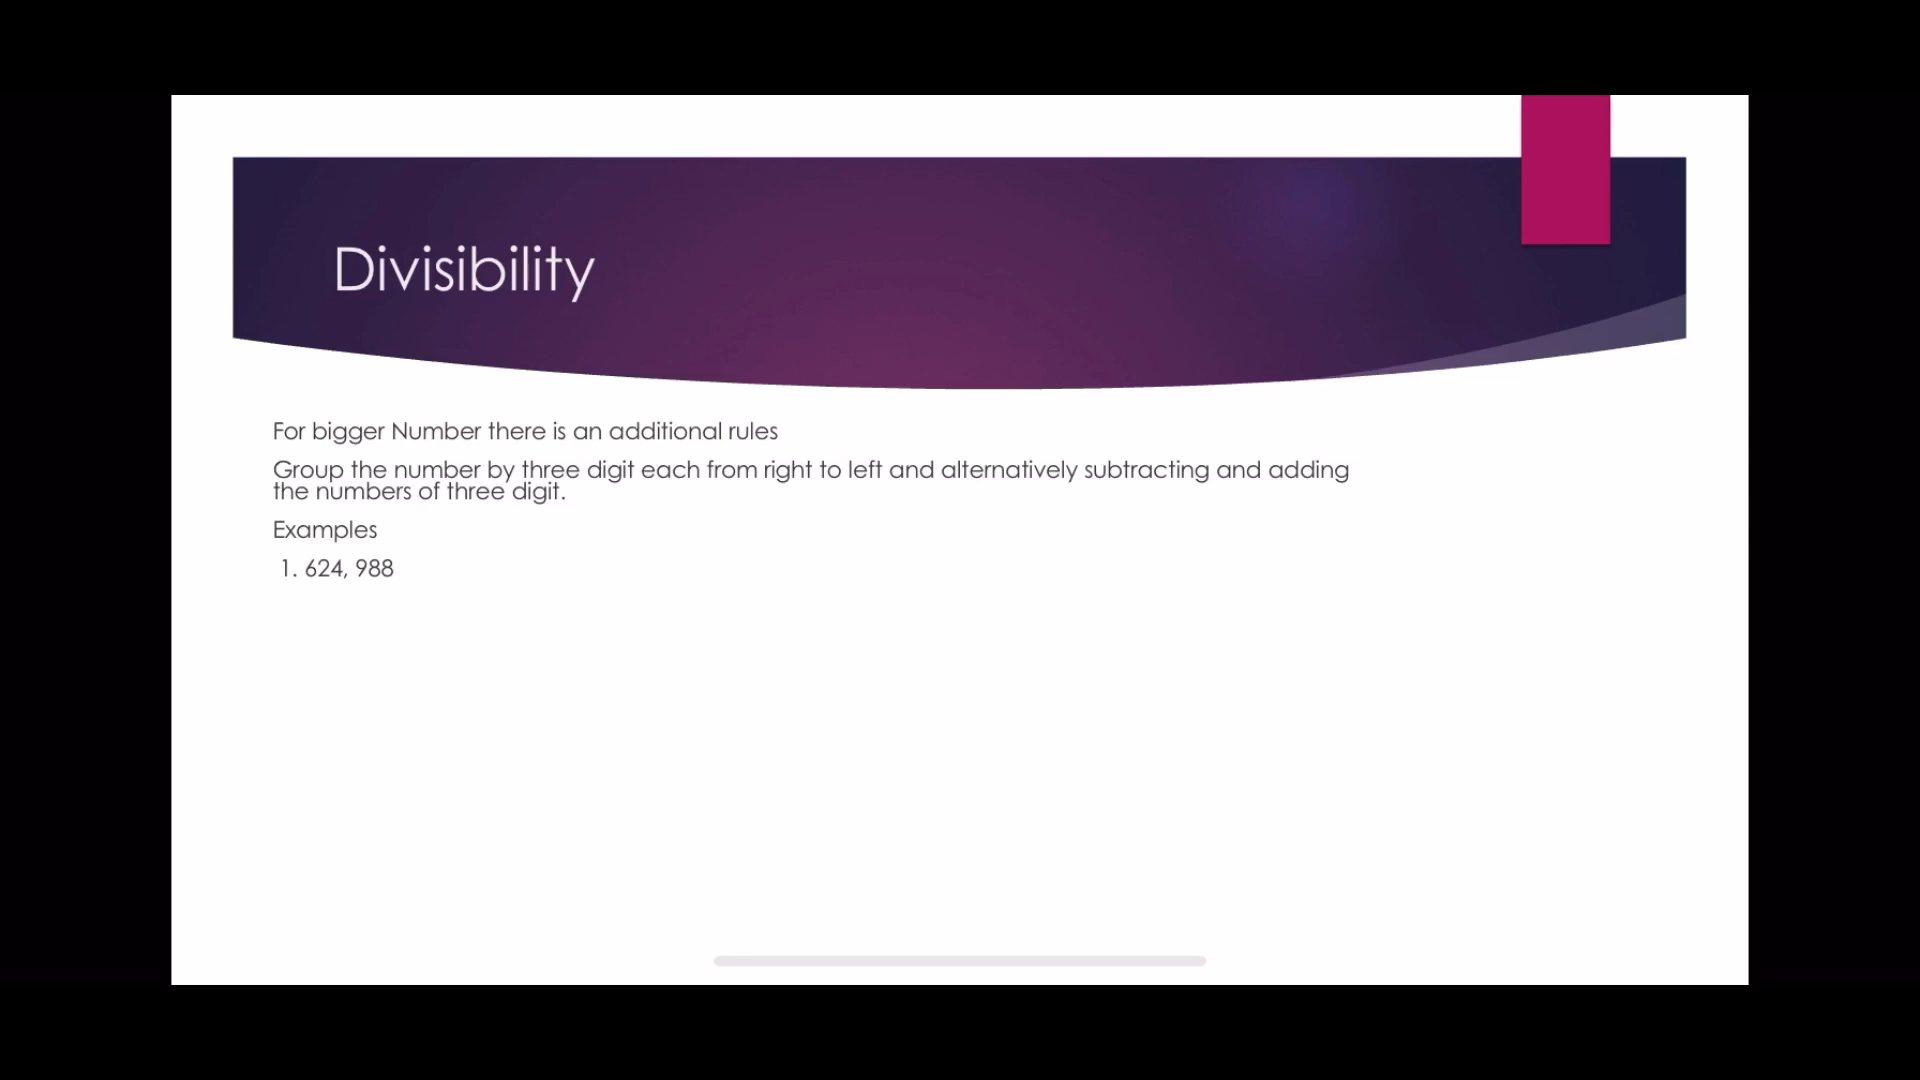 Divisibility
For bigger Number there is an additional rules
Group the number by three digit each from right to left and alternatively subtracting and adding
the numbers of three digit.
Examples
1. 624, 988